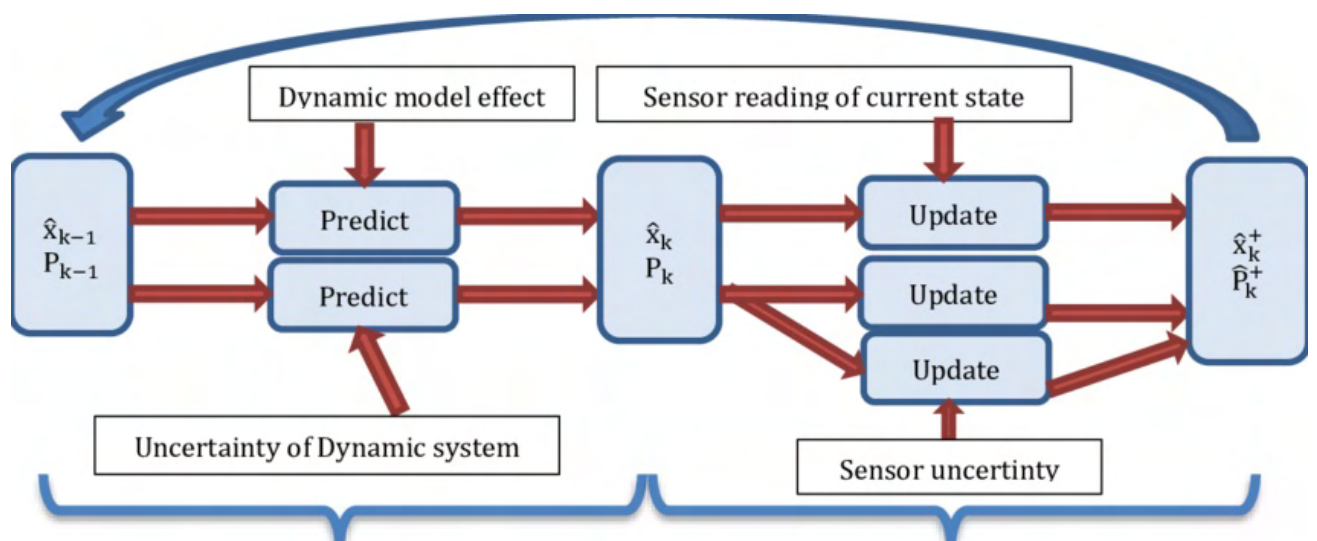 Dynamic model effect
Sensor reading of current state
x̂ₖ₋₁
Pₖ₋₁
Predict
Predict
x̂ₖ
Pₖ
Update
Update
Update
x̂ₖ⁺
P̂ₖ⁺
Uncertainty of Dynamic system
Sensor uncertinty